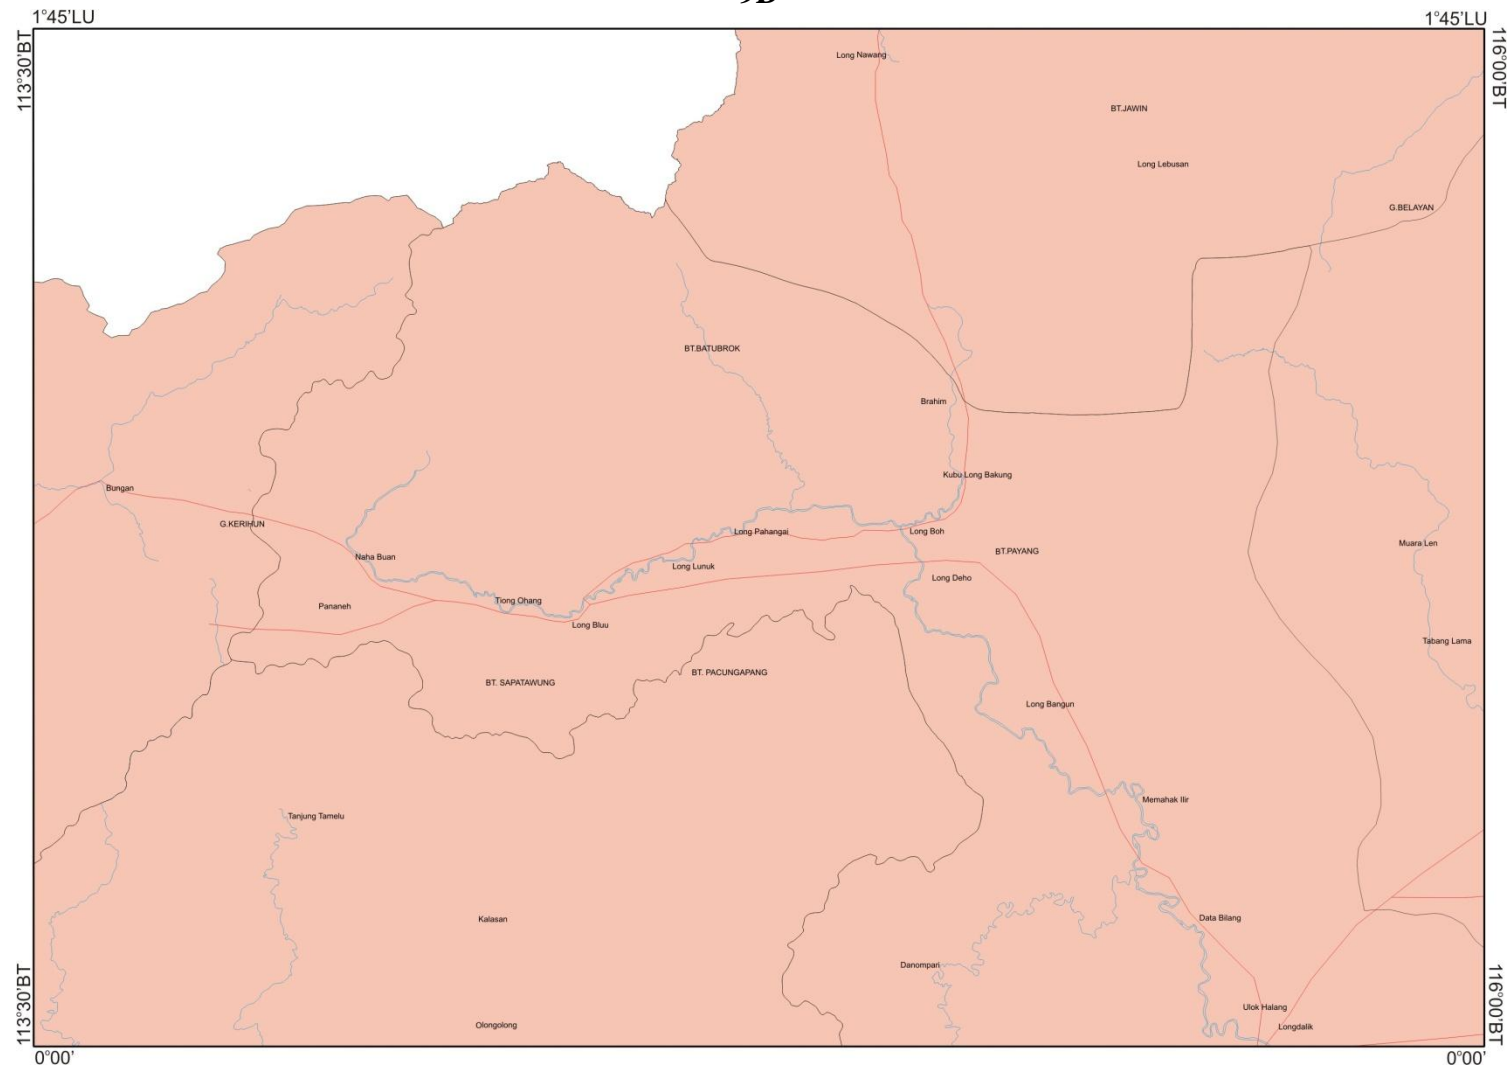 9B
1°45'LU
1°45'LU
113°30'BT
116°00'BT
Long Nawang
BT.JAWIN
Long Lebusan
G.BELAYAN
BT.BATUBROK
Brahim
Kubu Long Bakung
Bungan
G.KERIHUN
Long Pahangai
Long Boh
Muara Len
BT.PAYANG
Naha Buan
Long Lunuk
Long Deho
Tiong Ohang
Pananeh
Long Bluu
Tabang Lama
BT. PACUNGAPANG
BT. SAPATAWUNG
Long Bangun
Memahak Ilir
Tanjung Tamelu
Data Bilang
Kalasan
Danompari
Ulok Halang
Olongolong
Longdalik
113°30'BT
116°00'BT
0°00'
0°00'